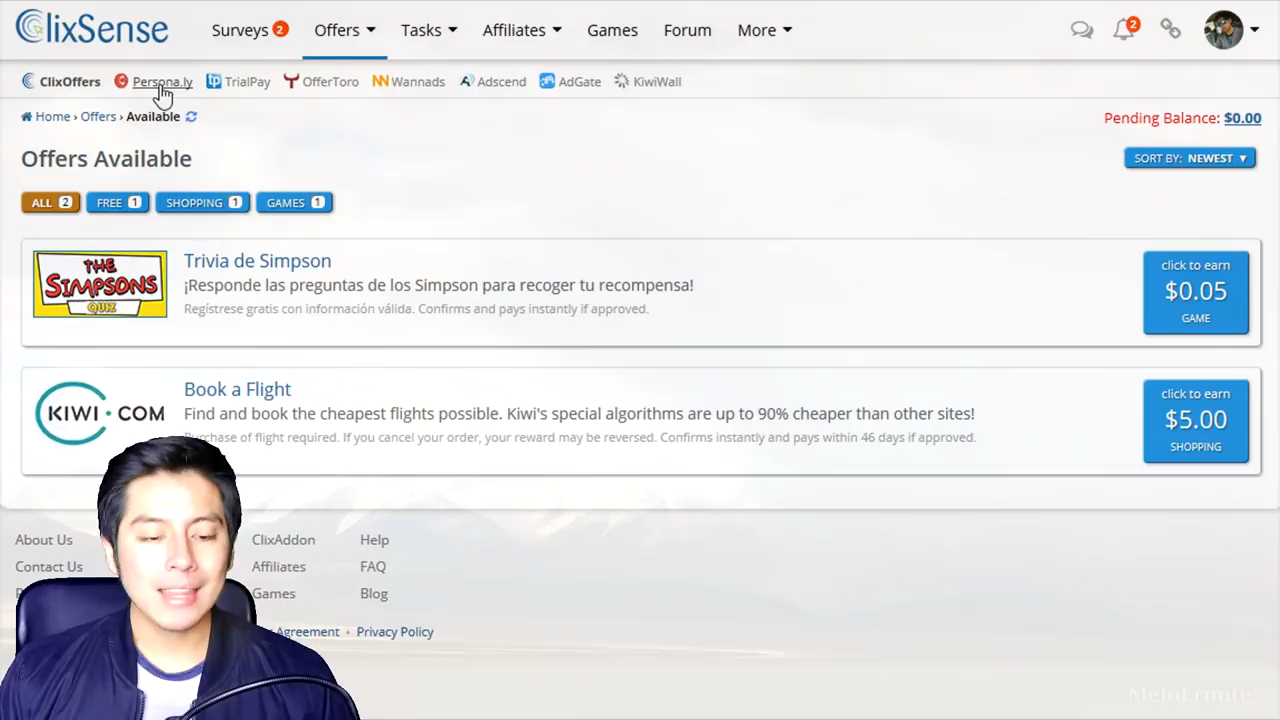 ClixSense
Surveys 2 Offers Tasks Affiliates Games Forum More 2
ClixOffers Persona.ly TrialPay OfferToro Wannads Adscend AdGate KiwiWall
Home › Offers › Available
Pending Balance: $0.00
Offers Available
SORT BY: NEWEST ▼
ALL 2 FREE 1 SHOPPING 1 GAMES 1
THE
SIMPSONS
QUIZ
Trivia de Simpson
¡Responde las preguntas de los Simpson para recoger tu recompensa!
Regístrese gratis con información válida. Confirms and pays instantly if approved.
click to earn
$0.05
GAME
KIWI.COM
Book a Flight
Find and book the cheapest flights possible. Kiwi's special algorithms are up to 90% cheaper than other sites!
Purchase of flight required. If you cancel your order, your reward may be reversed. Confirms instantly and pays within 46 days if approved.
click to earn
$5.00
SHOPPING
About Us ClixAddon Help
Contact Us Affiliates FAQ
Games Blog
Agreement • Privacy Policy
MeloErmite